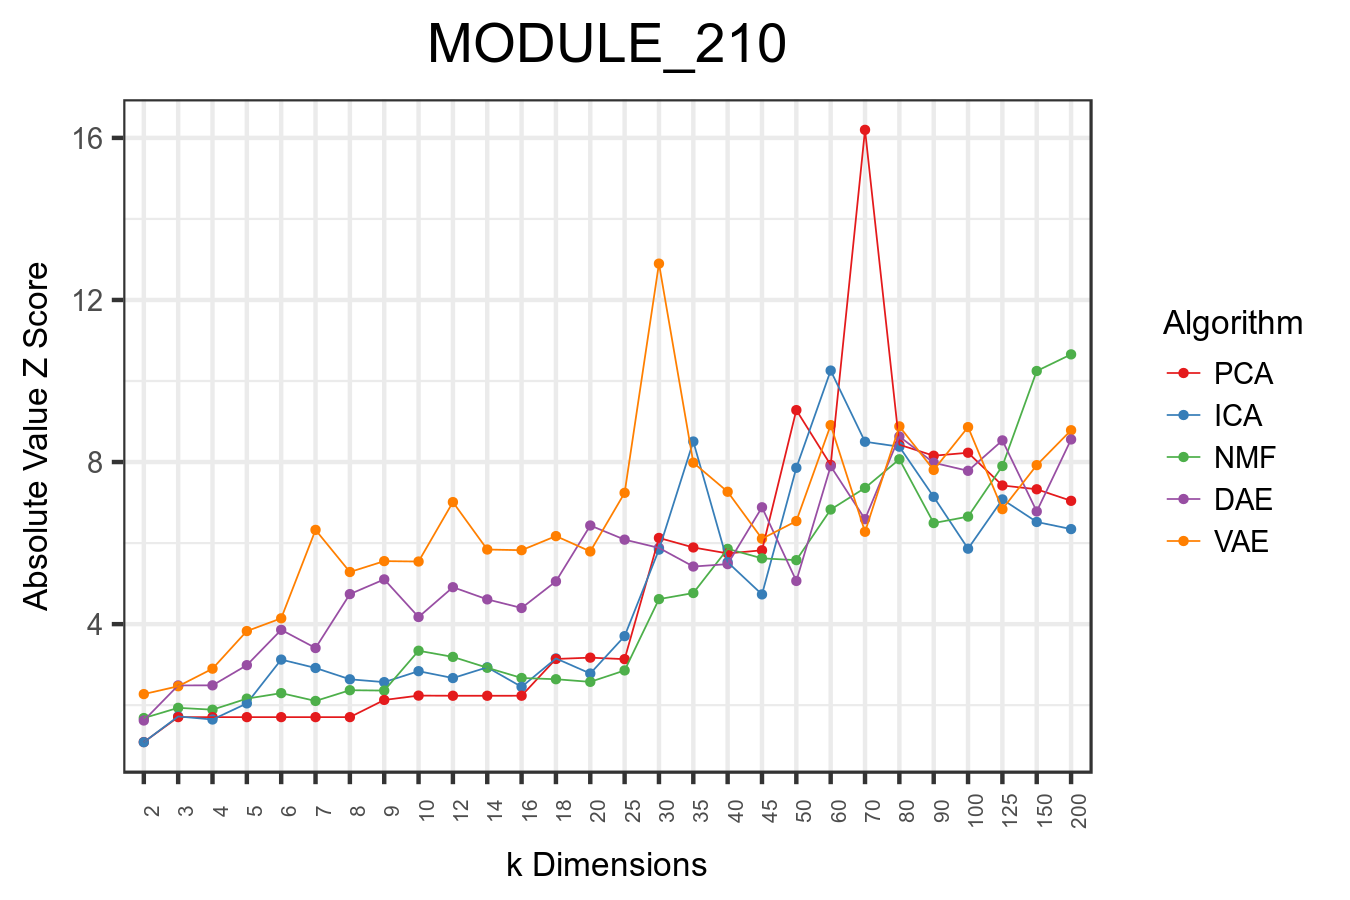 MODULE_210
Absolute Value Z Score
16
12
8
4
2 3 4 5 6 7 8 9 10 12 14 16 18 20 25 30 35 40 45 50 60 70 80 90 100 125 150 200
k Dimensions
Algorithm
PCA
ICA
NMF
DAE
VAE